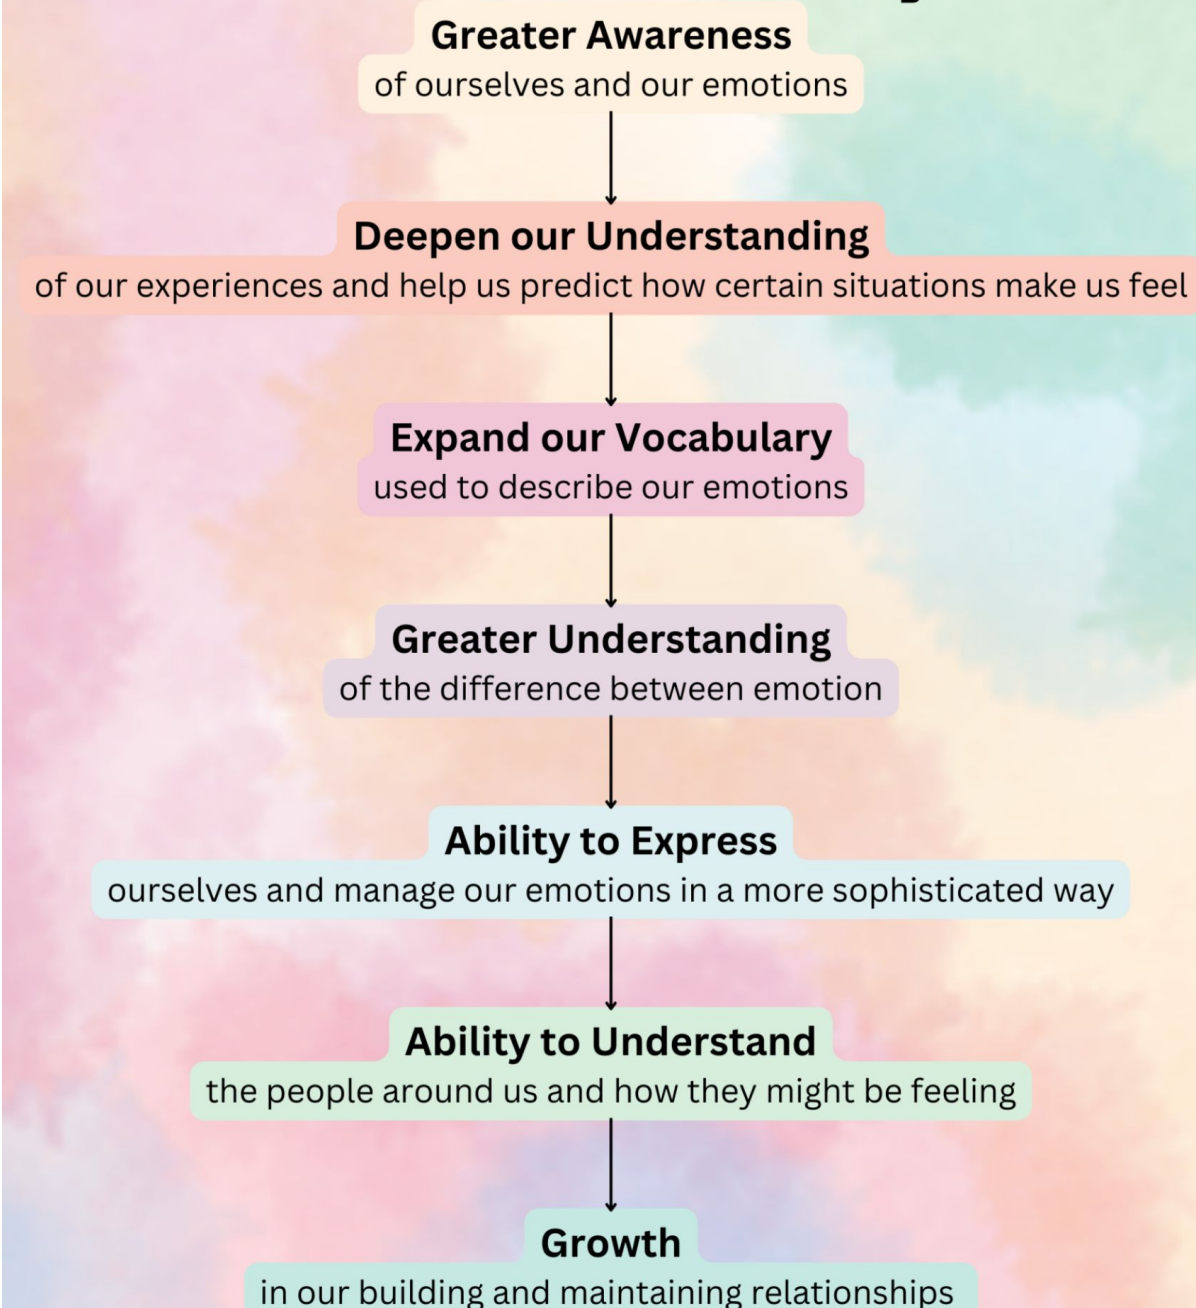 Greater Awareness
of ourselves and our emotions
Deepen our Understanding
of our experiences and help us predict how certain situations make us feel
Expand our Vocabulary
used to describe our emotions
Greater Understanding
of the difference between emotion
Ability to Express
ourselves and manage our emotions in a more sophisticated way
Ability to Understand
the people around us and how they might be feeling
Growth
in our building and maintaining relationships